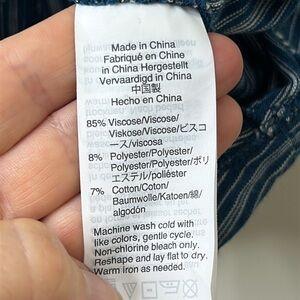 Made in China
Fabriqué en Chine
in China Hergestellt
Vervaardigd in China
中国製
Hecho en China
85% Viscose/Viscose/
Viskose/Viscose/ビスコ
ース/viscosa
8% Polyester/Polyester/
Polyester/Polyester/ポリ
エステル/poliéster
7% Cotton/Coton/
Baumwolle/Katoen/綿/
algodón
Machine wash cold with
like colors, gentle cycle.
Non-chlorine bleach only.
Reshape and lay flat to dry.
Warm iron as needed.